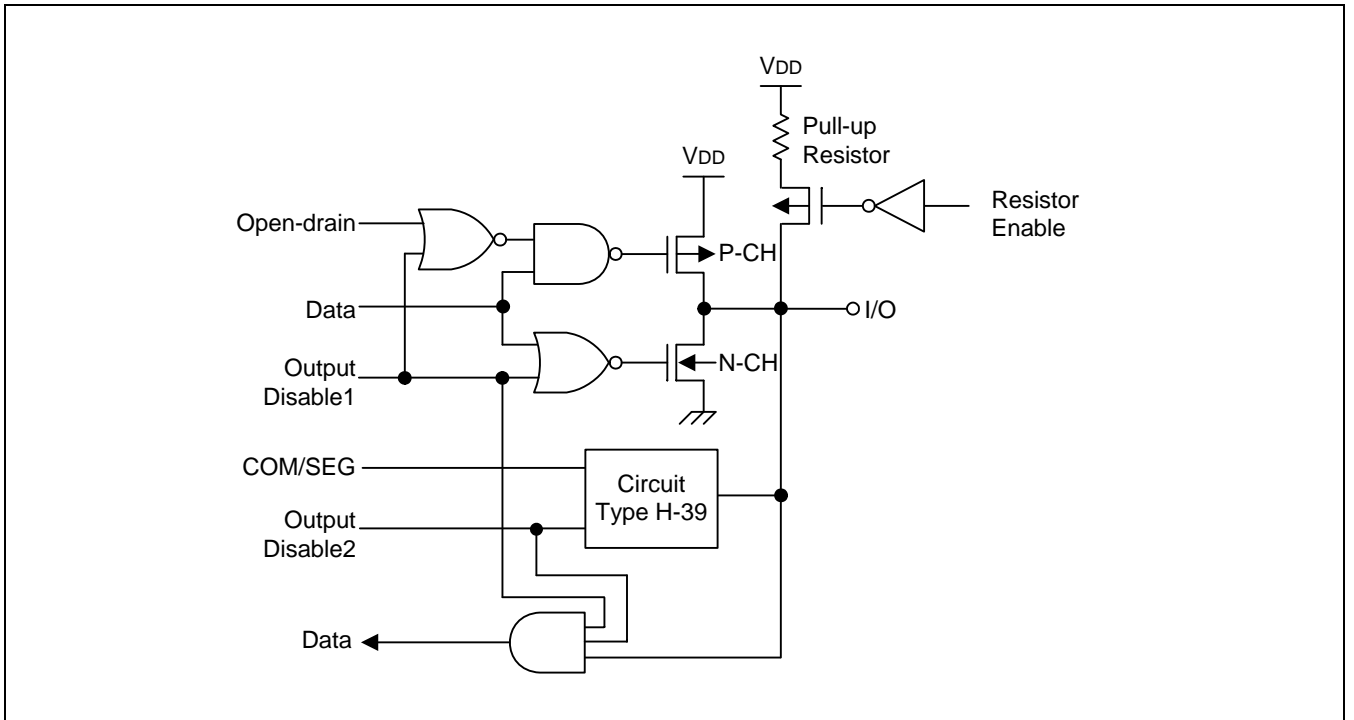 VDD
Pull-up
Resistor
VDD
Resistor
Enable
Open-drain
P-CH
Data
I/O
N-CH
Output
Disable1
COM/SEG
Circuit
Type H-39
Output
Disable2
Data